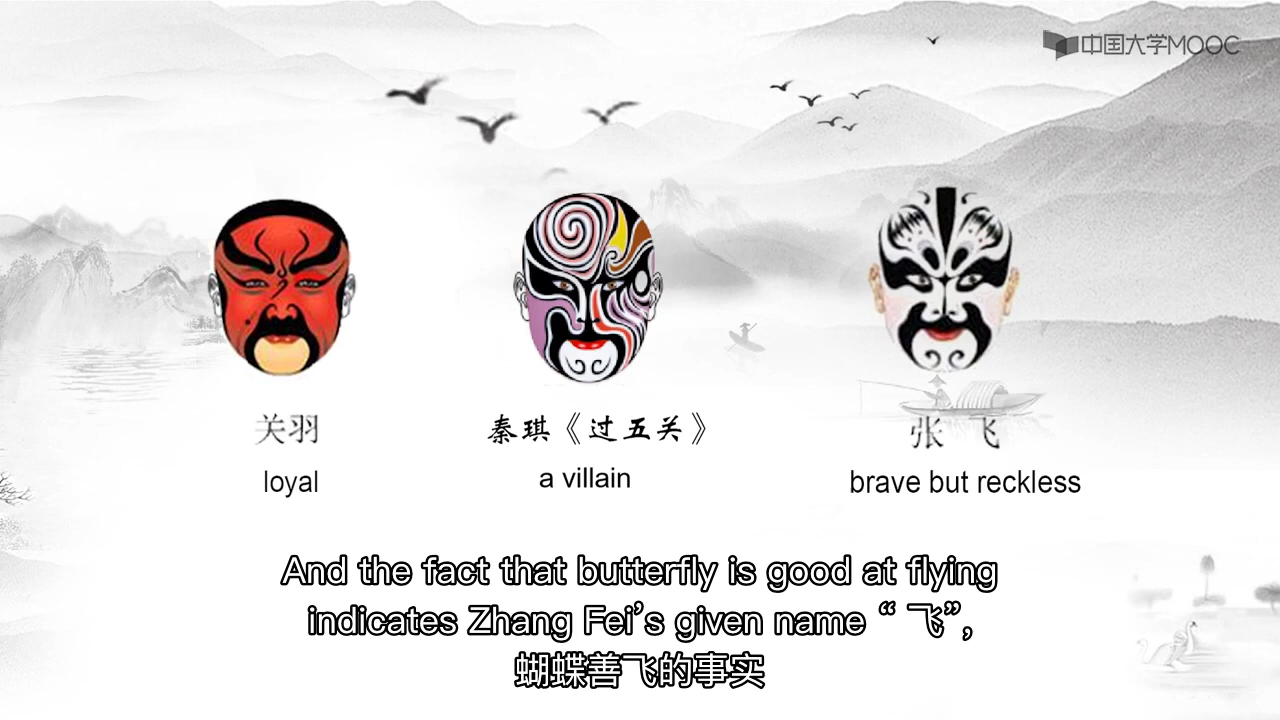 中国大学MOOC
关羽
秦琪《过五关》
张 飞
loyal
a villain
brave but reckless
And the fact that butterfly is good at flying
indicates Zhang Fei's given name “ 飞”,
蝴蝶善飞的事实